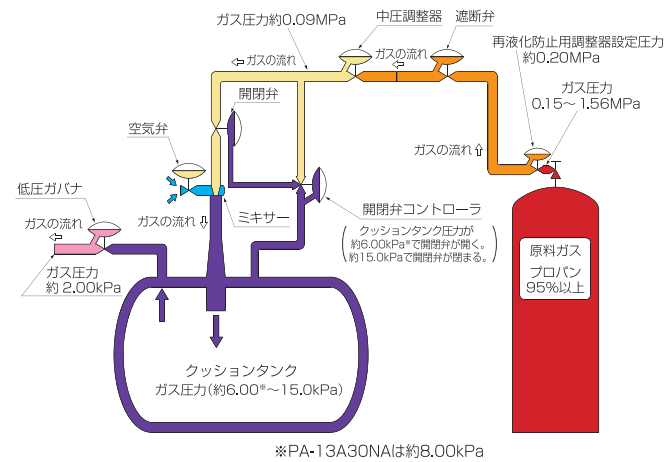 ガス圧力約0.09MPa
中圧調整器
遮断弁
再液化防止用調整器設定圧力
約0.20MPa
ガス圧力
0.15～1.56MPa
ガスの流れ
ガスの流れ
開閉弁
空気弁
ガスの流れ
低圧ガバナ
ガスの流れ
ガスの流れ
ミキサー
開閉弁コントローラ
クッションタンク圧力が
約6.00kPa※で開閉弁が開く。
約15.0kPaで開閉弁が閉まる。
ガス圧力
約 2.00kPa
原料ガス
プロパン
95%以上
クッションタンク
ガス圧力(約6.00※～15.0kPa)
※PA-13A30NAは約8.00kPa